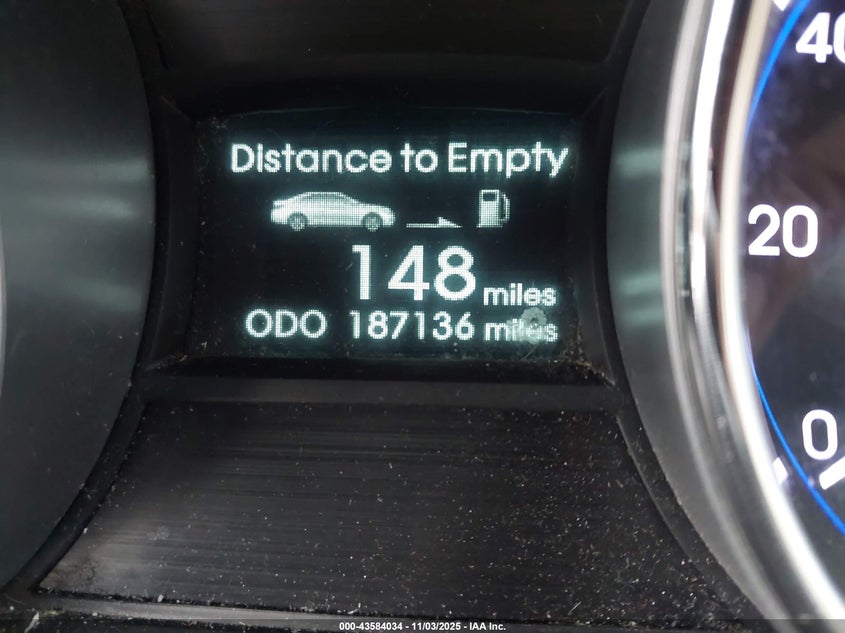 Distance to Empty
148 miles
ODO 187136 miles
40
20
0
000-43584034 - 11/03/2025 - IAA Inc.